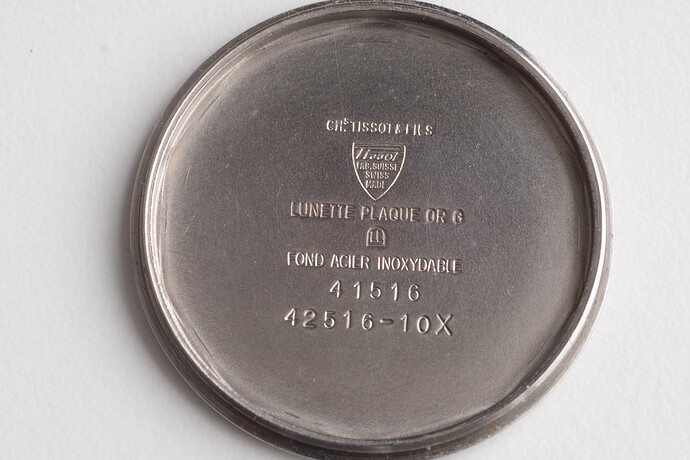 CHS TISSOT & FILS
Tissot
FAB. SUISSE
SWISS
MADE
LUNETTE PLAQUE OR G
FOND ACIER INOXYDABLE
41516
42516-10X